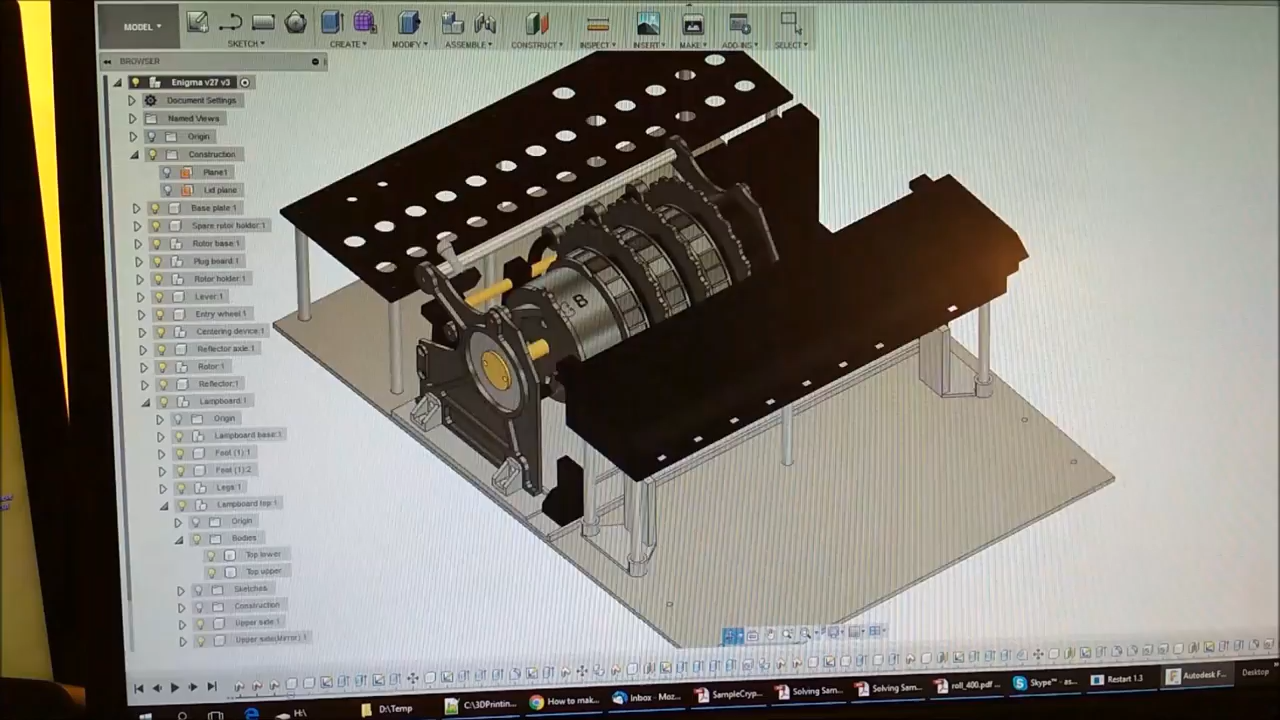 MODEL
SKETCH
CREATE
MODIFY
ASSEMBLE
CONSTRUCT
INSPECT
INSERT
MAKE
ADD-INS
SELECT
BROWSER
Enigma v27 v3
Document Settings
Named Views
Origin
Construction
Plane1
Lid plane
Base plate:1
Spare rotor holder:1
Rotor base:1
Plug board:1
Rotor holder:1
Lever:1
Entry wheel:1
Centering device:1
Reflector axle:1
Rotor:1
Reflector:1
Lampboard:1
Origin
Lampboard base:1
Foot (1):1
Foot (1):2
Legs:1
Lampboard top:1
Origin
Bodies
Top lower
Top upper
Sketches
Construction
Upper side:1
Upper side(Mirror):1
B
H:\
D:\Temp
C:\3DPrintin...
How to mak...
Inbox - Moz...
SampleCryp...
Solving Sam...
Solving Sam...
roll_400.pdf ...
Skype™ - as...
Restart 1.3
Autodesk F...
Desktop